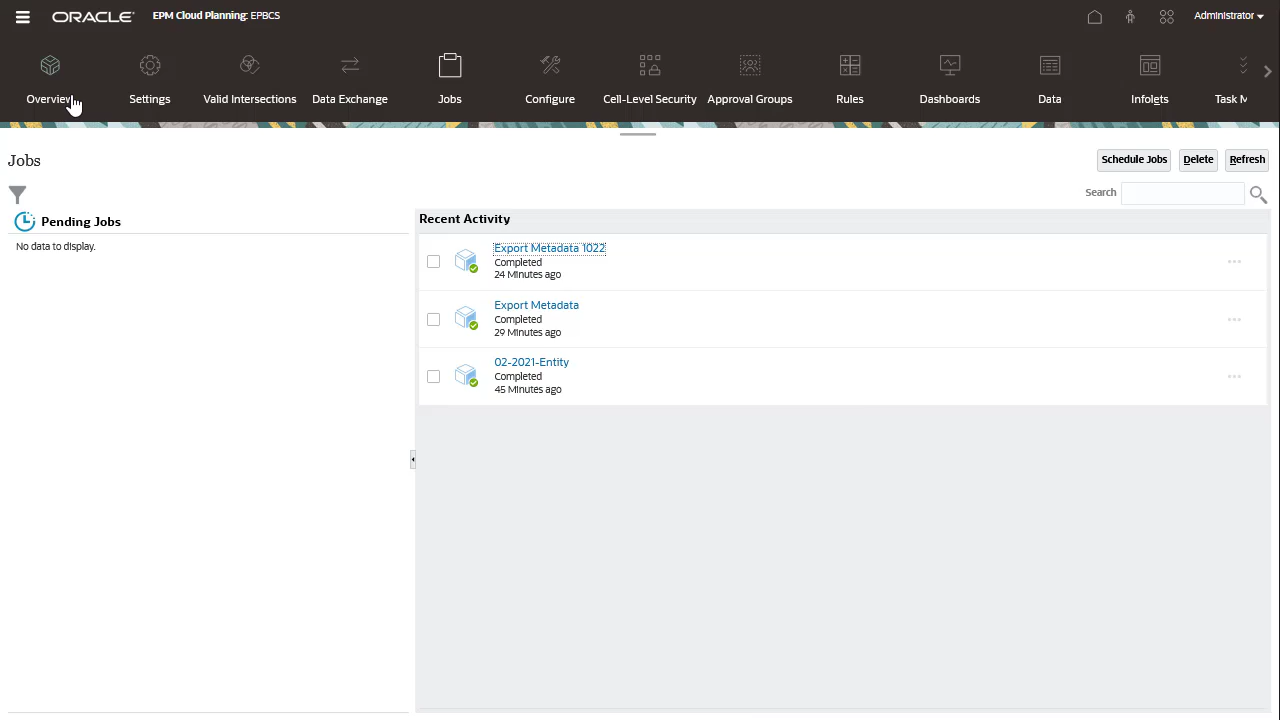 ORACLE EPM Cloud Planning: EPBCS Administrator
Overview Settings Valid Intersections Data Exchange Jobs Configure Cell-Level Security Approval Groups Rules Dashboards Data Infolets Task M
Jobs
Schedule Jobs Delete Refresh
Search
Pending Jobs
No data to display.
Recent Activity
Export Metadata 1022
Completed
24 Minutes ago
Export Metadata
Completed
29 Minutes ago
02-2021-Entity
Completed
45 Minutes ago